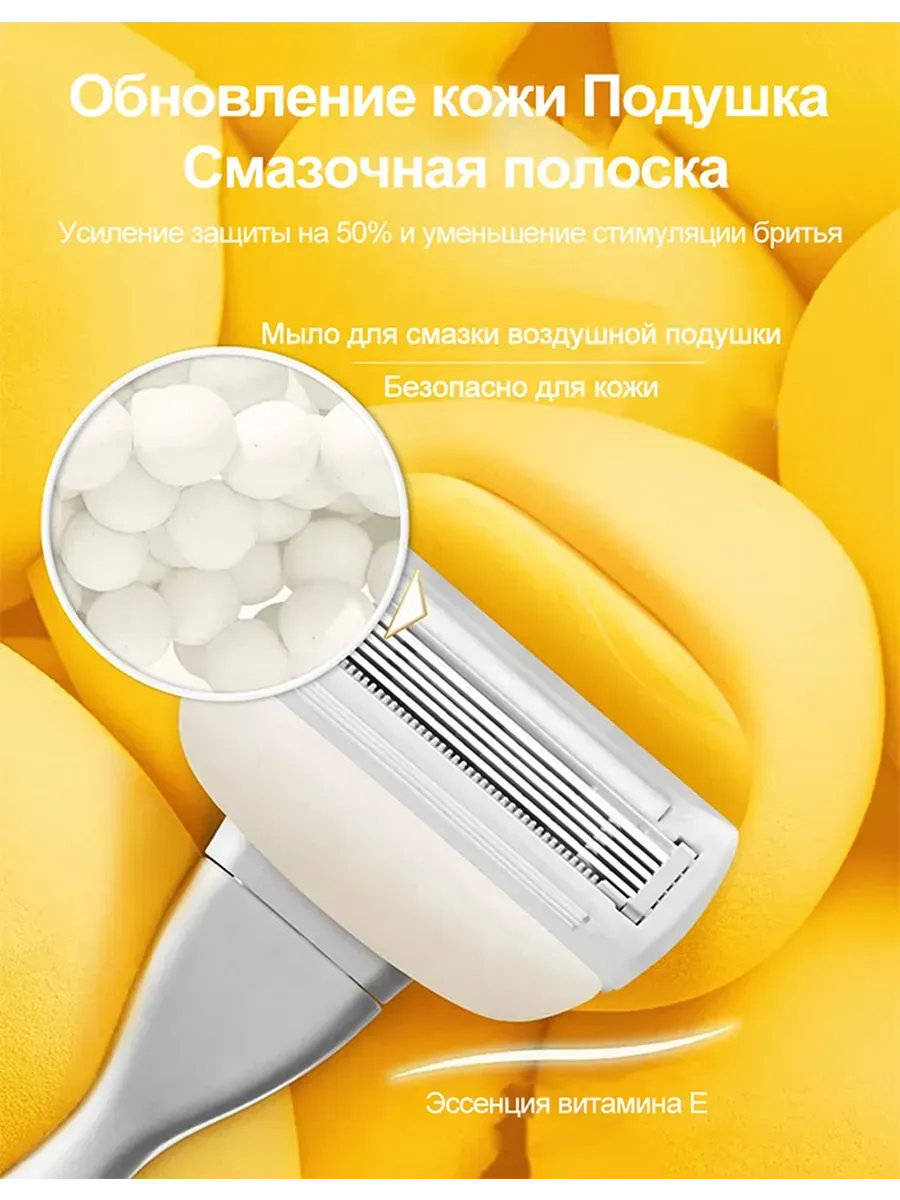 Обновление кожи Подушка
Смазочная полоска
Усиление защиты на 50% и уменьшение стимуляции бритья
Мыло для смазки воздушной подушки
Безопасно для кожи
Эссенция витамина Е